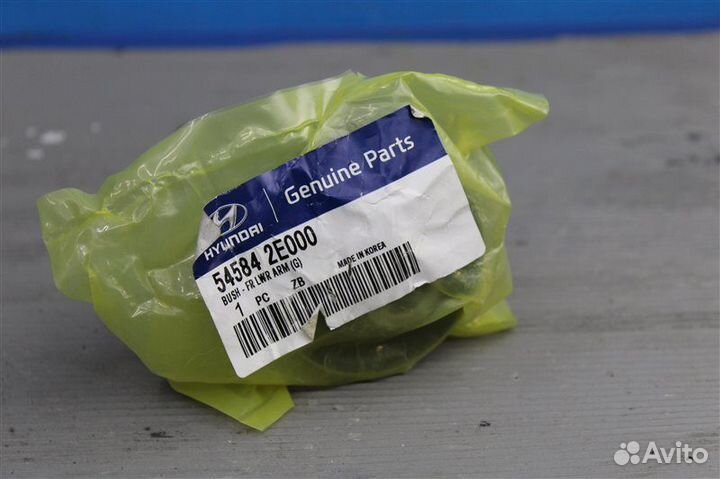 HYUNDAI
Genuine Parts
54584 2E000
BUSH - FR LWR ARM (G)
1 PC ZB MADE IN KOREA
Avito